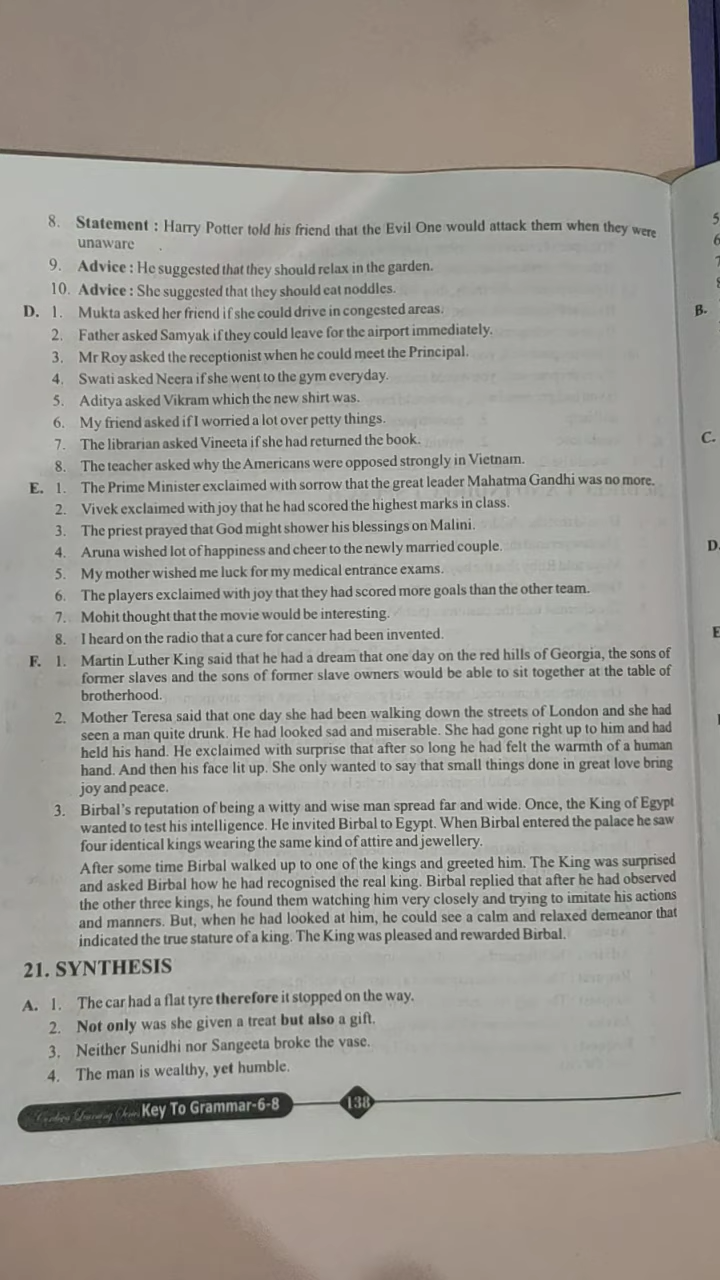 8. Statement : Harry Potter told his friend that the Evil One would attack them when they were
unaware
9. Advice : He suggested that they should relax in the garden.
10. Advice : She suggested that they should eat noddles.
D. 1. Mukta asked her friend if she could drive in congested areas.
2. Father asked Samyak if they could leave for the airport immediately.
3. Mr Roy asked the receptionist when he could meet the Principal.
4. Swati asked Neera if she went to the gym everyday.
5. Aditya asked Vikram which the new shirt was.
6. My friend asked if I worried a lot over petty things.
7. The librarian asked Vineeta if she had returned the book.
8. The teacher asked why the Americans were opposed strongly in Vietnam.
E. 1. The Prime Minister exclaimed with sorrow that the great leader Mahatma Gandhi was no more.
2. Vivek exclaimed with joy that he had scored the highest marks in class.
3. The priest prayed that God might shower his blessings on Malini.
4. Aruna wished lot of happiness and cheer to the newly married couple.
5. My mother wished me luck for my medical entrance exams.
6. The players exclaimed with joy that they had scored more goals than the other team.
7. Mohit thought that the movie would be interesting.
8. I heard on the radio that a cure for cancer had been invented.
F. 1. Martin Luther King said that he had a dream that one day on the red hills of Georgia, the sons of
former slaves and the sons of former slave owners would be able to sit together at the table of
brotherhood.
2. Mother Teresa said that one day she had been walking down the streets of London and she had
seen a man quite drunk. He had looked sad and miserable. She had gone right up to him and had
held his hand. He exclaimed with surprise that after so long he had felt the warmth of a human
hand. And then his face lit up. She only wanted to say that small things done in great love bring
joy and peace.
3. Birbal's reputation of being a witty and wise man spread far and wide. Once, the King of Egypt
wanted to test his intelligence. He invited Birbal to Egypt. When Birbal entered the palace he saw
four identical kings wearing the same kind of attire and jewellery.
After some time Birbal walked up to one of the kings and greeted him. The King was surprised
and asked Birbal how he had recognised the real king. Birbal replied that after he had observed
the other three kings, he found them watching him very closely and trying to imitate his actions
and manners. But, when he had looked at him, he could see a calm and relaxed demeanor that
indicated the true stature of a king. The King was pleased and rewarded Birbal.
21. SYNTHESIS
A. 1. The car had a flat tyre therefore it stopped on the way.
2. Not only was she given a treat but also a gift.
3. Neither Sunidhi nor Sangeeta broke the vase.
4. The man is wealthy, yet humble.
Learning Series Key To Grammar-6-8 138
5
6
B.
C.
D.
E